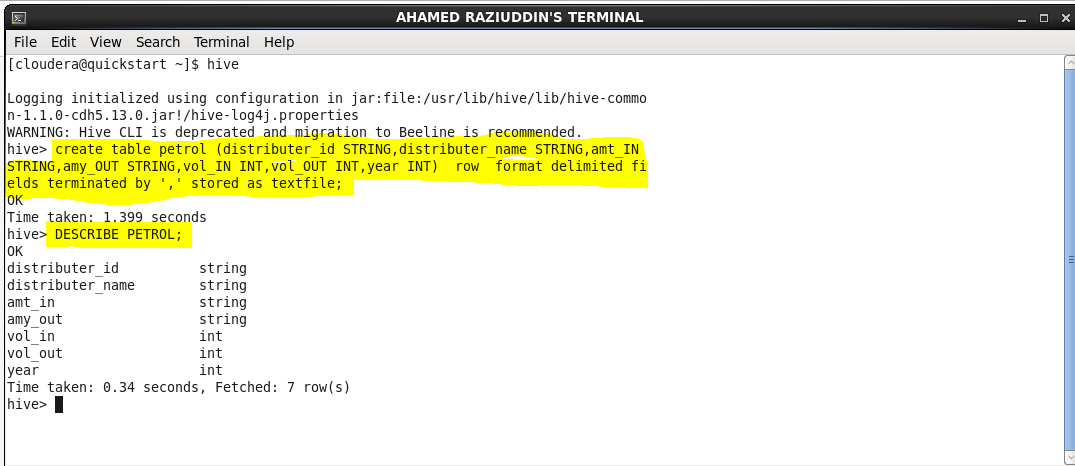 AHAMED RAZIUDDIN'S TERMINAL
File Edit View Search Terminal Help
[cloudera@quickstart ~]$ hive
Logging initialized using configuration in jar:file:/usr/lib/hive/lib/hive-commo
n-1.1.0-cdh5.13.0.jar!/hive-log4j.properties
WARNING: Hive CLI is deprecated and migration to Beeline is recommended.
hive> create table petrol (distributer_id STRING,distributer_name STRING,amt_IN
STRING,amy_OUT STRING,vol_IN INT,vol_OUT INT,year INT)  row  format delimited fi
elds terminated by ',' stored as textfile;
OK
Time taken: 1.399 seconds
hive> DESCRIBE PETROL;
OK
distributer_id          string
distributer_name        string
amt_in                  string
amy_out                 string
vol_in                  int
vol_out                 int
year                    int
Time taken: 0.34 seconds, Fetched: 7 row(s)
hive>